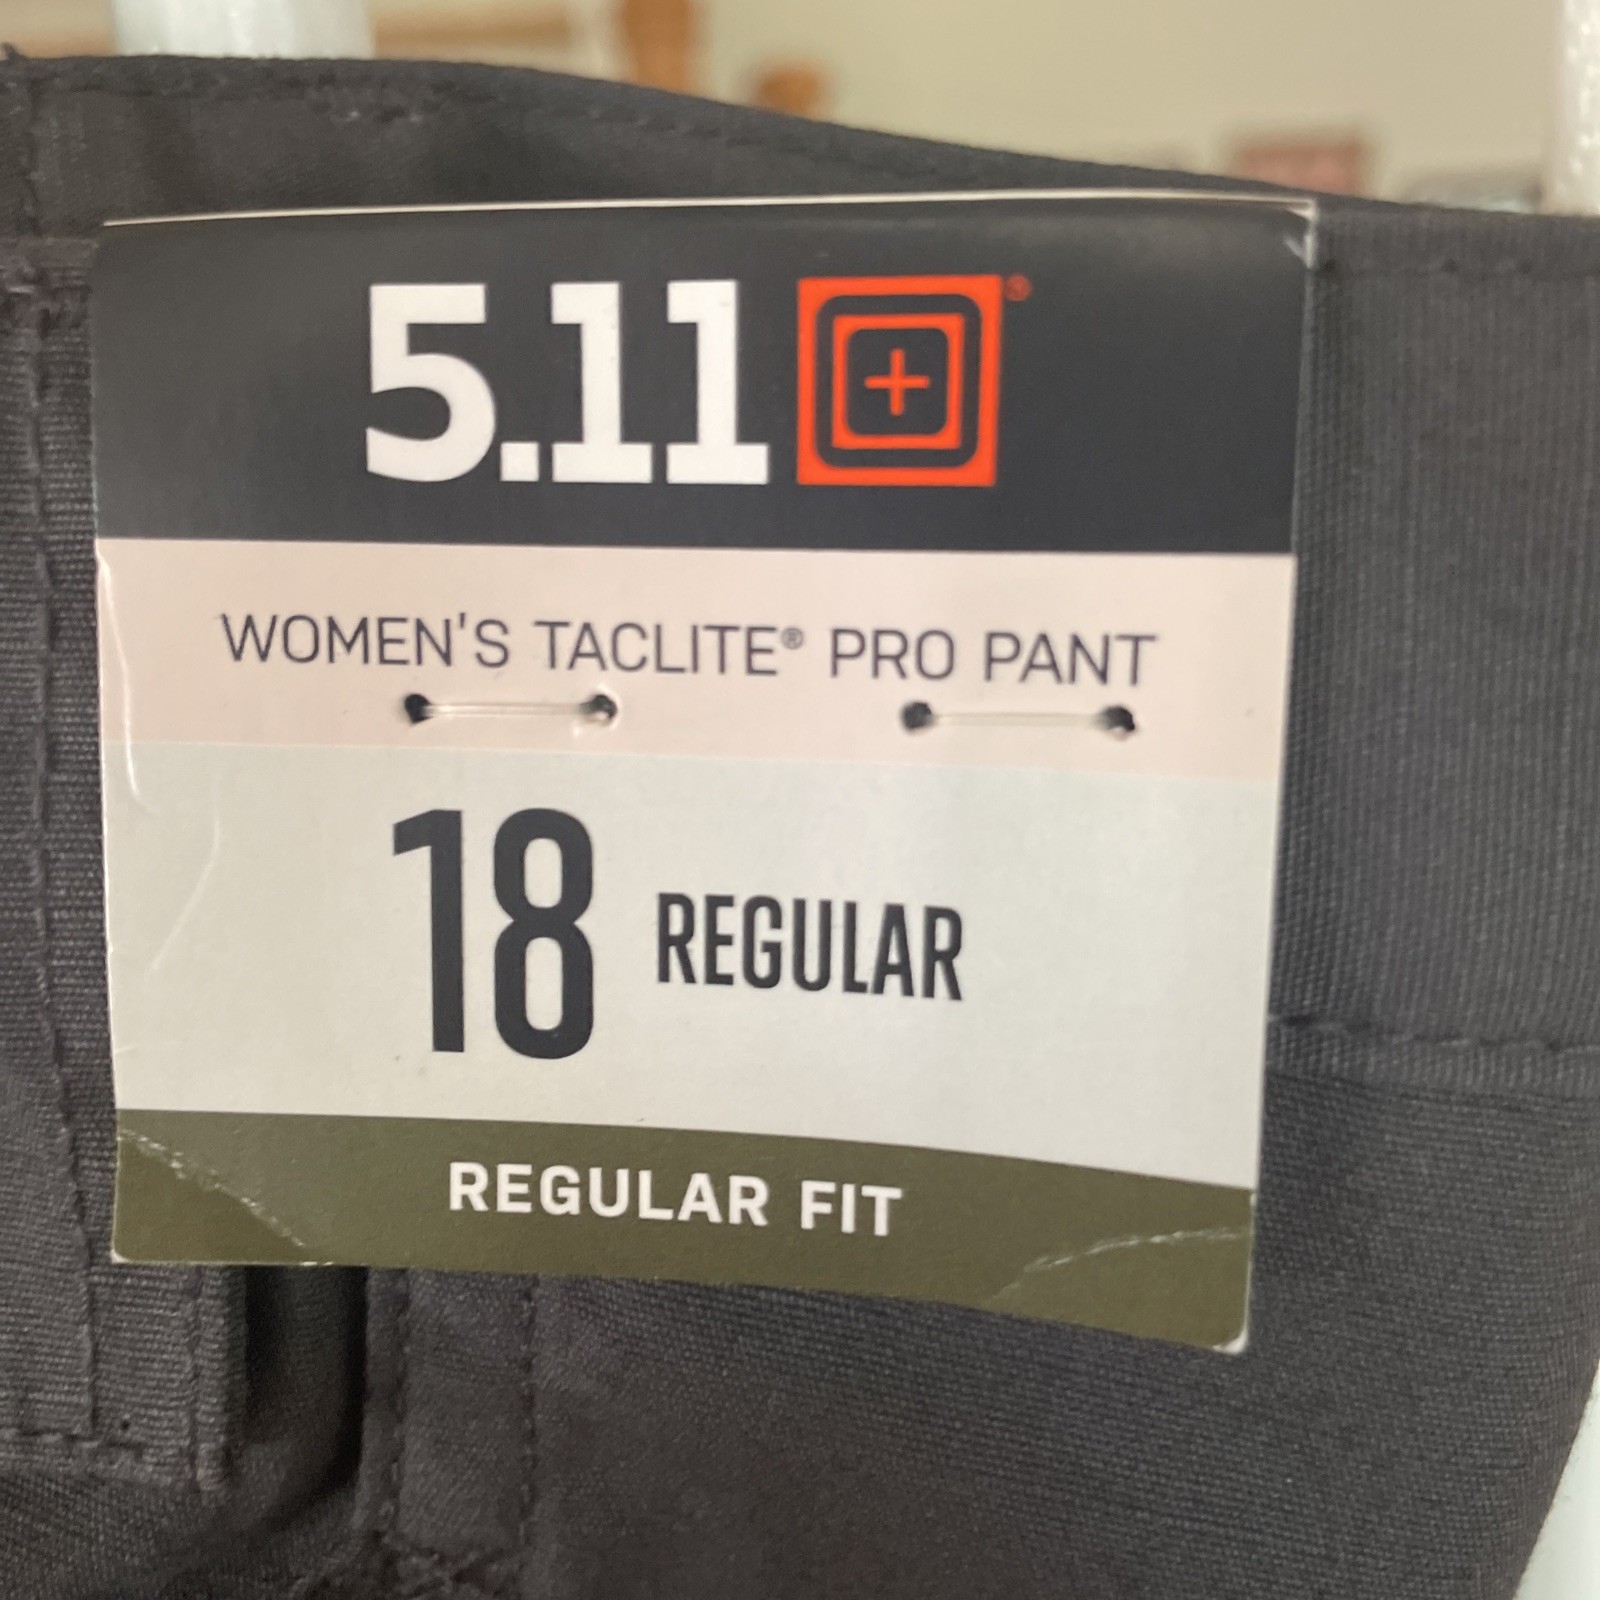 5.11®
WOMEN'S TACLITE® PRO PANT
18 REGULAR
REGULAR FIT